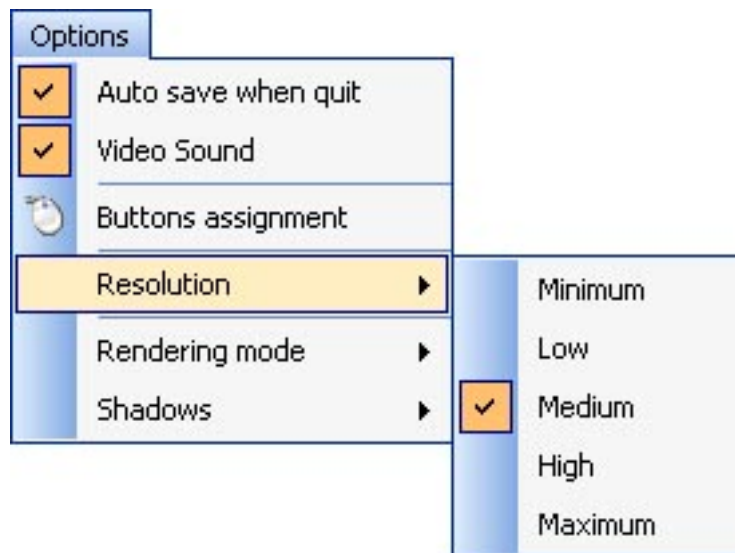 Options
Auto save when quit
Video Sound
Buttons assignment
Resolution
Rendering mode
Shadows
Minimum
Low
Medium
High
Maximum